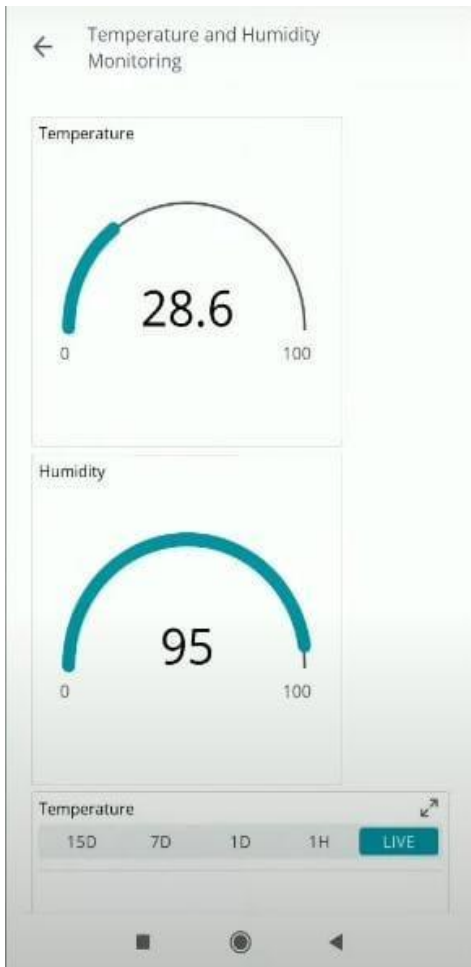 Temperature and Humidity
Monitoring
Temperature
28.6
0
100
Humidity
95
0
100
Temperature
15D 7D 1D 1H LIVE